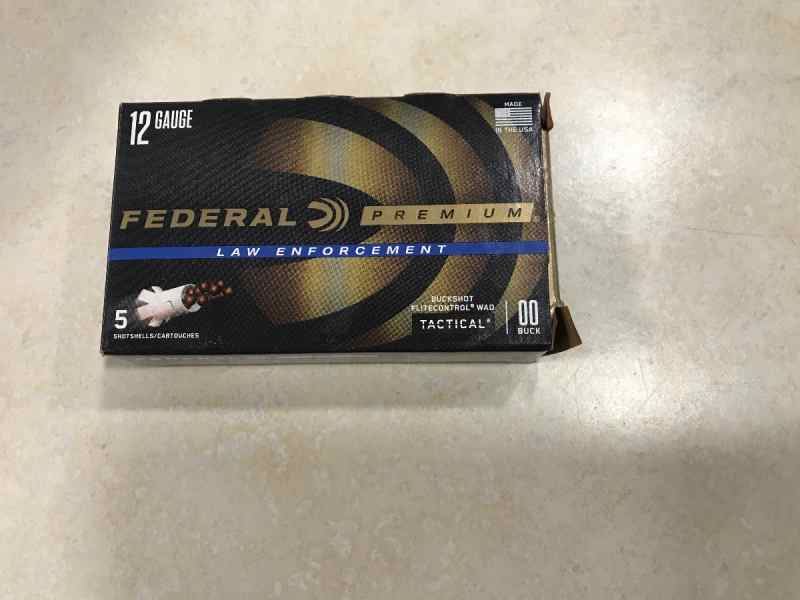 12 GAUGE
MADE
IN THE USA
FEDERAL PREMIUM®
LAW ENFORCEMENT
BUCKSHOT
FLITECONTROL® WAD
TACTICAL®
00
BUCK
5
SHOTSHELLS/CARTOUCHES